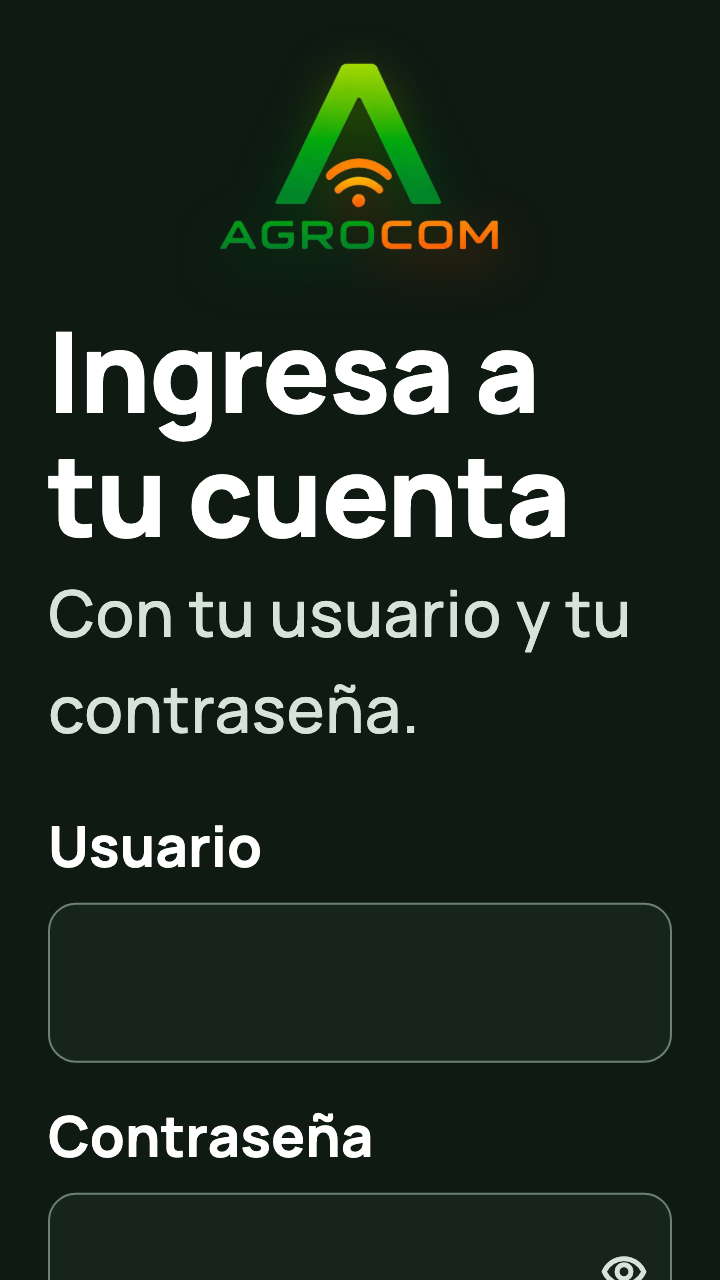 AGROCOM
Ingresa a
tu cuenta
Con tu usuario y tu
contraseña.
Usuario
Contraseña